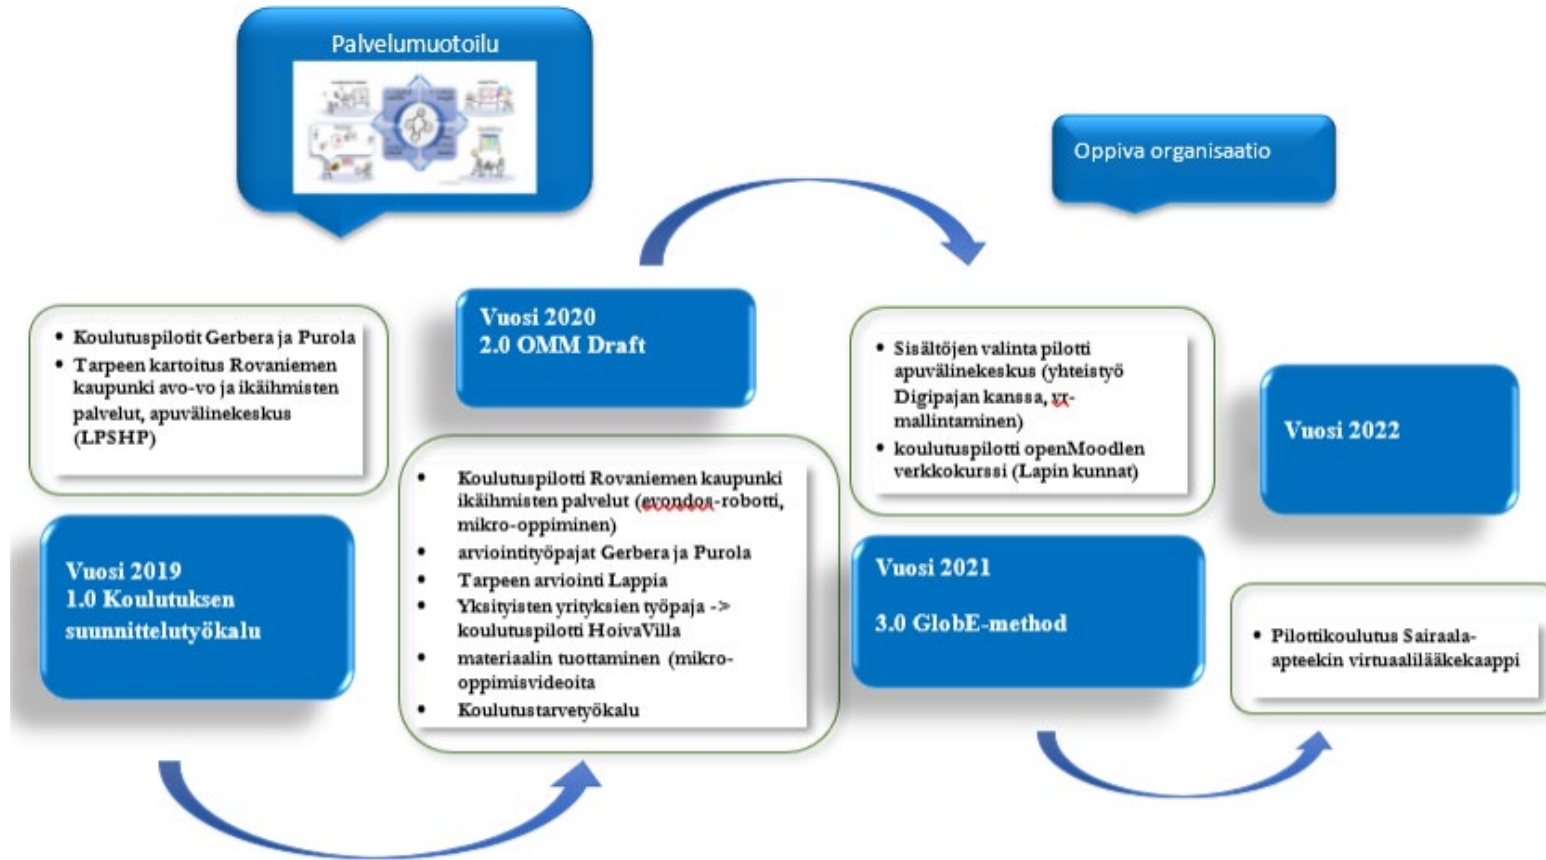 Palvelumuotoilu
Oppiva organisaatio
• Koulutuspilotit Gerbera ja Purola
• Tarpeen kartoitus Rovaniemen
kaupunki avo-vo ja ikäihmisten
palvelut, apuvälinekeskus
(LPSHP)
Vuosi 2019
1.0 Koulutuksen
suunnittelutyökalu
Vuosi 2020
2.0 OMM Draft
• Koulutuspilotti Rovaniemen kaupunki
ikäihmisten palvelut (evondos-robotti,
mikro-oppiminen)
• arviointityöpajat Gerbera ja Purola
• Tarpeen arviointi Lappia
• Yksityisten yrityksien työpaja ->
koulutuspilotti HoivaVilla
• materiaalin tuottaminen (mikro-
oppimisvideoita
• Koulutustarvetyökalu
• Sisältöjen valinta pilotti
apuvälinekeskus (yhteistyö
Digipajan kanssa, vr-
mallintaminen)
• koulutuspilotti openMoodlen
verkkokurssi (Lapin kunnat)
Vuosi 2021
3.0 GlobE-method
Vuosi 2022
• Pilottikoulutus Sairaala-
apteekin virtuaalilääkekaappi